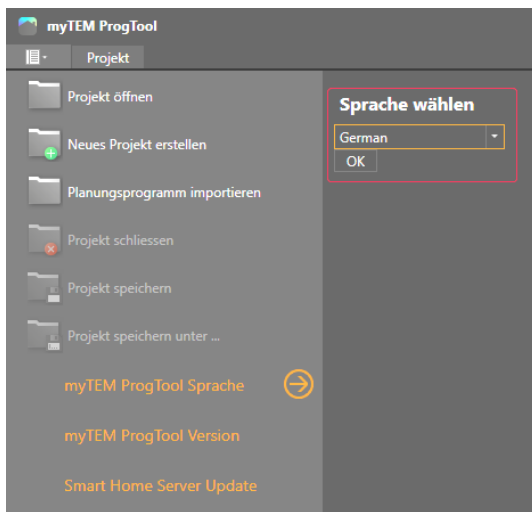 myTEM ProgTool
Projekt
Projekt öffnen
Neues Projekt erstellen
Planungsprogramm importieren
Projekt schliessen
Projekt speichern
Projekt speichern unter ...
myTEM ProgTool Sprache
myTEM ProgTool Version
Smart Home Server Update
Sprache wählen
German
OK